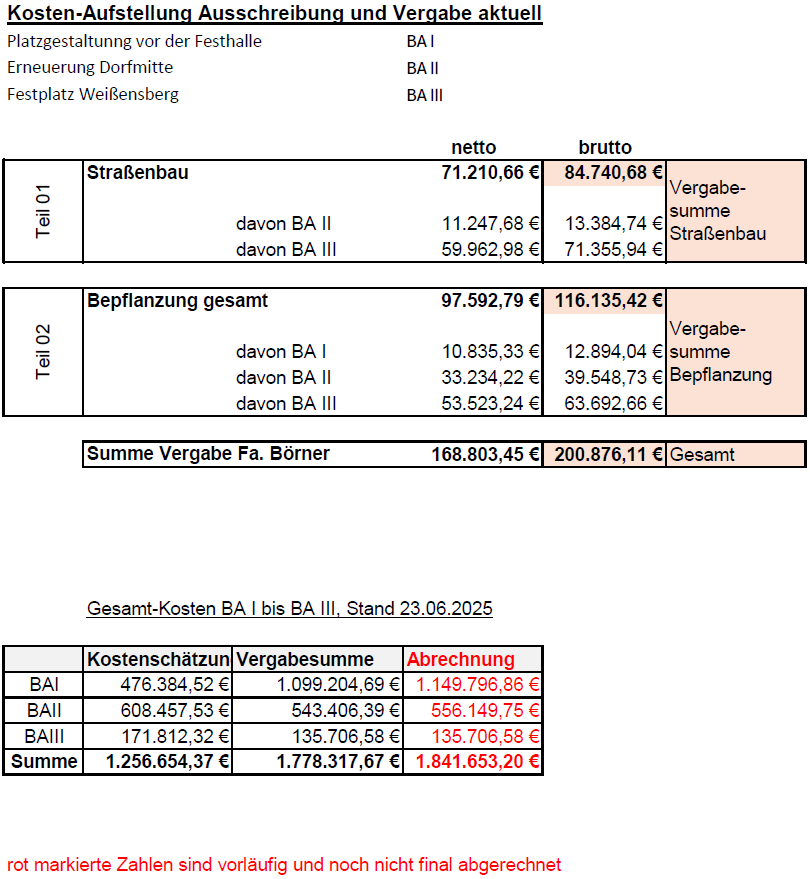 Kosten-Aufstellung Ausschreibung und Vergabe aktuell
Platzgestaltunng vor der Festhalle BA I
Erneuerung Dorfmitte BA II
Festplatz Weißensberg BA III
netto brutto
Teil 01
Straßenbau 71.210,66 € 84.740,68 €
Vergabe-
summe
Straßenbau
davon BA II 11.247,68 € 13.384,74 €
davon BA III 59.962,98 € 71.355,94 €
Teil 02
Bepflanzung gesamt 97.592,79 € 116.135,42 €
Vergabe-
summe
Bepflanzung
davon BA I 10.835,33 € 12.894,04 €
davon BA II 33.234,22 € 39.548,73 €
davon BA III 53.523,24 € 63.692,66 €
Summe Vergabe Fa. Börner 168.803,45 € 200.876,11 € Gesamt
Gesamt-Kosten BA I bis BA III, Stand 23.06.2025
Kostenschätzun Vergabesumme Abrechnung
BAI 476.384,52 € 1.099.204,69 € 1.149.796,86 €
BAII 608.457,53 € 543.406,39 € 556.149,75 €
BAIII 171.812,32 € 135.706,58 € 135.706,58 €
Summe 1.256.654,37 € 1.778.317,67 € 1.841.653,20 €
rot markierte Zahlen sind vorläufig und noch nicht final abgerechnet